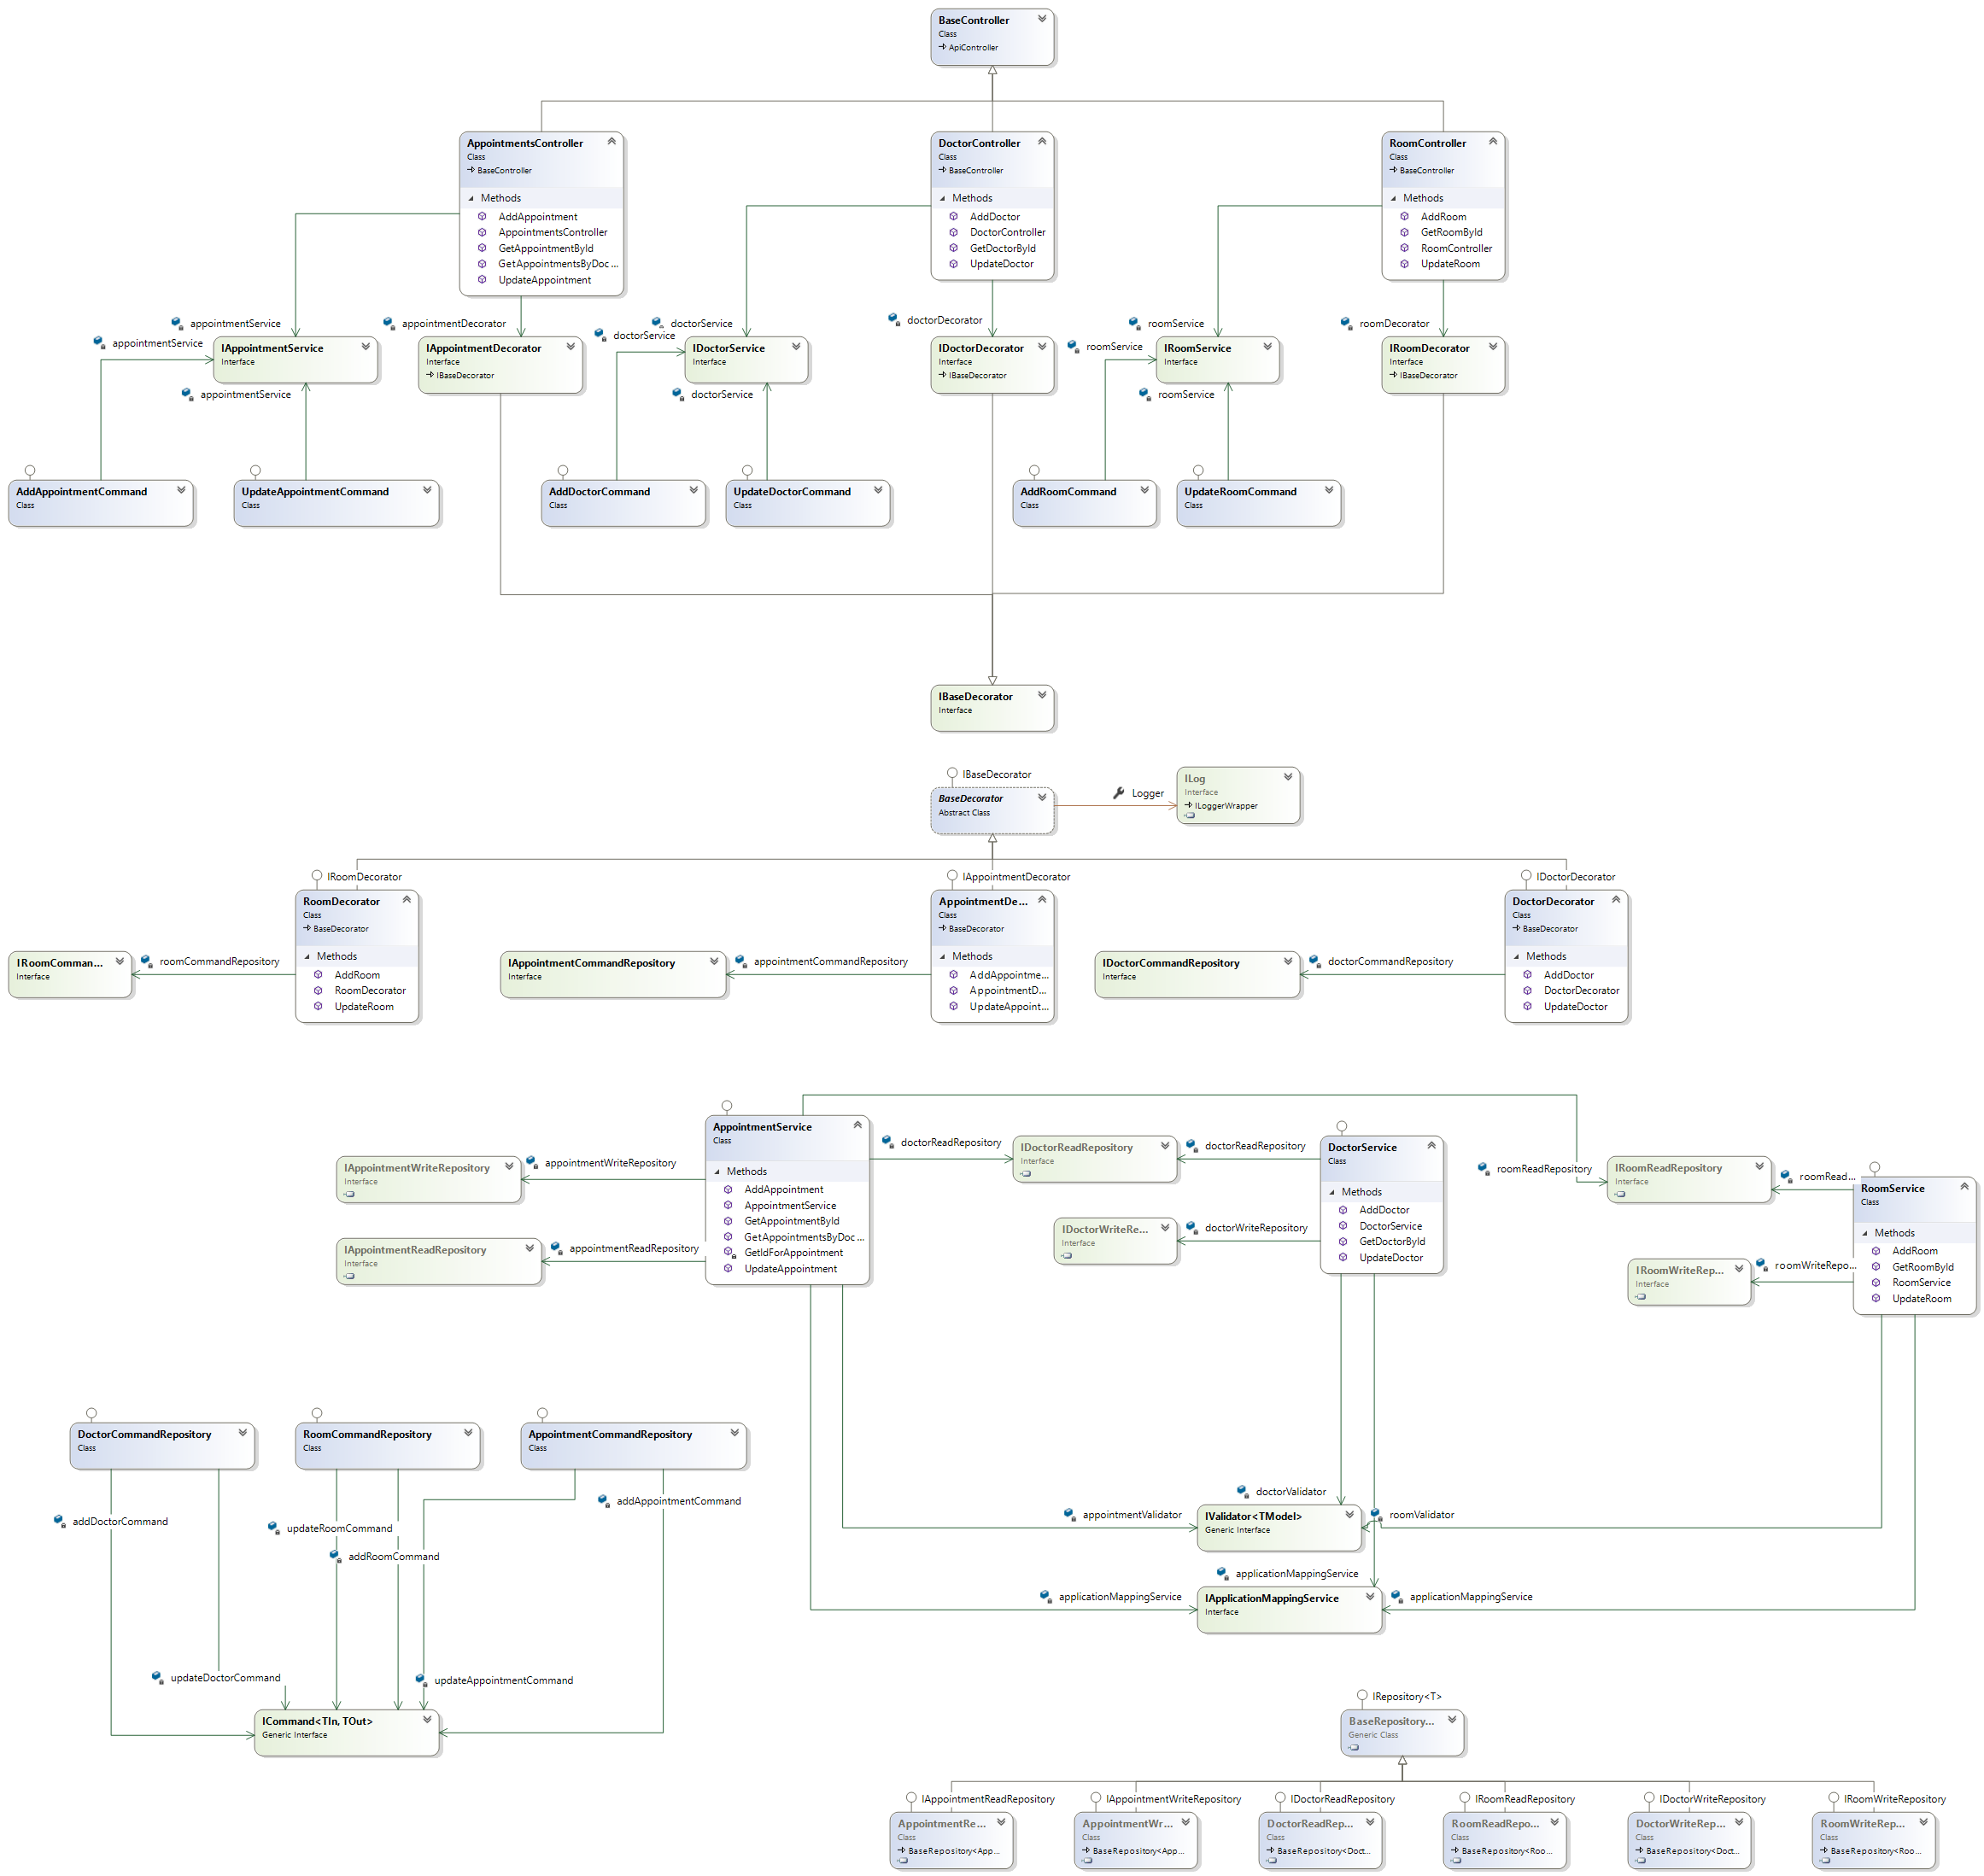 BaseController
Class
ApiController
AppointmentsController
Class
BaseController
Methods
AddAppointment
AppointmentsController
GetAppointmentById
GetAppointmentsByDoc...
UpdateAppointment
DoctorController
Class
BaseController
Methods
AddDoctor
DoctorController
GetDoctorById
UpdateDoctor
RoomController
Class
BaseController
Methods
AddRoom
GetRoomById
RoomController
UpdateRoom
appointmentService
appointmentService
appointmentDecorator
doctorService
doctorService
doctorDecorator
roomService
roomService
roomDecorator
IAppointmentService
Interface
IAppointmentDecorator
Interface
IBaseDecorator
IDoctorService
Interface
IDoctorDecorator
Interface
IBaseDecorator
IRoomService
Interface
IRoomDecorator
Interface
IBaseDecorator
appointmentService
doctorService
roomService
AddAppointmentCommand
Class
UpdateAppointmentCommand
Class
AddDoctorCommand
Class
UpdateDoctorCommand
Class
AddRoomCommand
Class
UpdateRoomCommand
Class
IBaseDecorator
Interface
IBaseDecorator
BaseDecorator
Abstract Class
Logger
ILog
Interface
ILoggerWrapper
IRoomDecorator
RoomDecorator
Class
BaseDecorator
Methods
AddRoom
RoomDecorator
UpdateRoom
IRoomComman...
Interface
roomCommandRepository
IAppointmentDecorator
AppointmentDe...
Class
BaseDecorator
Methods
AddAppointme...
AppointmentD...
UpdateAppoint...
IAppointmentCommandRepository
Interface
appointmentCommandRepository
IDoctorDecorator
DoctorDecorator
Class
BaseDecorator
Methods
AddDoctor
DoctorDecorator
UpdateDoctor
IDoctorCommandRepository
Interface
doctorCommandRepository
AppointmentService
Class
Methods
AddAppointment
AppointmentService
GetAppointmentById
GetAppointmentsByDoc...
GetIdForAppointment
UpdateAppointment
IAppointmentWriteRepository
Interface
appointmentWriteRepository
IAppointmentReadRepository
Interface
appointmentReadRepository
doctorReadRepository
IDoctorReadRepository
Interface
doctorReadRepository
IDoctorWriteRe...
Interface
doctorWriteRepository
DoctorService
Class
Methods
AddDoctor
DoctorService
GetDoctorById
UpdateDoctor
roomReadRepository
IRoomReadRepository
Interface
roomRead...
IRoomWriteRep...
Interface
roomWriteRepo...
RoomService
Class
Methods
AddRoom
GetRoomById
RoomService
UpdateRoom
DoctorCommandRepository
Class
RoomCommandRepository
Class
AppointmentCommandRepository
Class
addDoctorCommand
updateRoomCommand
addRoomCommand
addAppointmentCommand
updateDoctorCommand
updateAppointmentCommand
ICommand<TIn, TOut>
Generic Interface
doctorValidator
appointmentValidator
IValidator<TModel>
Generic Interface
roomValidator
applicationMappingService
applicationMappingService
IApplicationMappingService
Interface
applicationMappingService
IRepository<T>
BaseRepository...
Generic Class
IAppointmentReadRepository
AppointmentRe...
Class
BaseRepository<App...
IAppointmentWriteRepository
AppointmentWr...
Class
BaseRepository<App...
IDoctorReadRepository
DoctorReadRep...
Class
BaseRepository<Doct...
IRoomReadRepository
RoomReadRepo...
Class
BaseRepository<Roo...
IDoctorWriteRepository
DoctorWriteRep...
Class
BaseRepository<Doct...
IRoomWriteRepository
RoomWriteRep...
Class
BaseRepository<Roo...